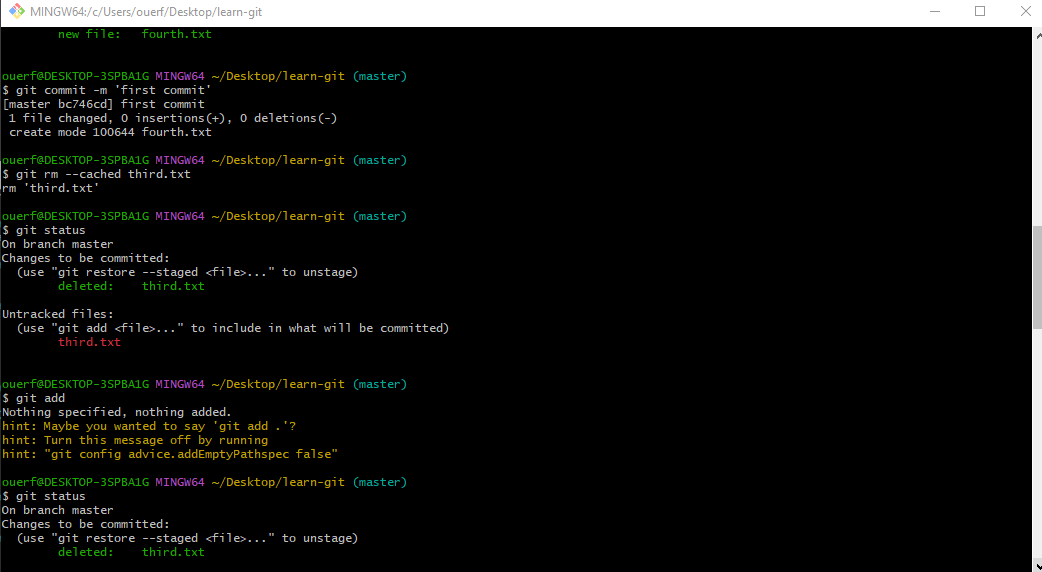 MINGW64:/c/Users/ouerf/Desktop/learn-git
new file:   fourth.txt
ouerf@DESKTOP-3SPBA1G MINGW64 ~/Desktop/learn-git (master)
$ git commit -m 'first commit'
[master bc746cd] first commit
1 file changed, 0 insertions(+), 0 deletions(-)
create mode 100644 fourth.txt
ouerf@DESKTOP-3SPBA1G MINGW64 ~/Desktop/learn-git (master)
$ git rm --cached third.txt
rm 'third.txt'
ouerf@DESKTOP-3SPBA1G MINGW64 ~/Desktop/learn-git (master)
$ git status
On branch master
Changes to be committed:
(use "git restore --staged <file>..." to unstage)
deleted:    third.txt
Untracked files:
(use "git add <file>..." to include in what will be committed)
third.txt
ouerf@DESKTOP-3SPBA1G MINGW64 ~/Desktop/learn-git (master)
$ git add
Nothing specified, nothing added.
hint: Maybe you wanted to say 'git add .'?
hint: Turn this message off by running
hint: "git config advice.addEmptyPathspec false"
ouerf@DESKTOP-3SPBA1G MINGW64 ~/Desktop/learn-git (master)
$ git status
On branch master
Changes to be committed:
(use "git restore --staged <file>..." to unstage)
deleted:    third.txt